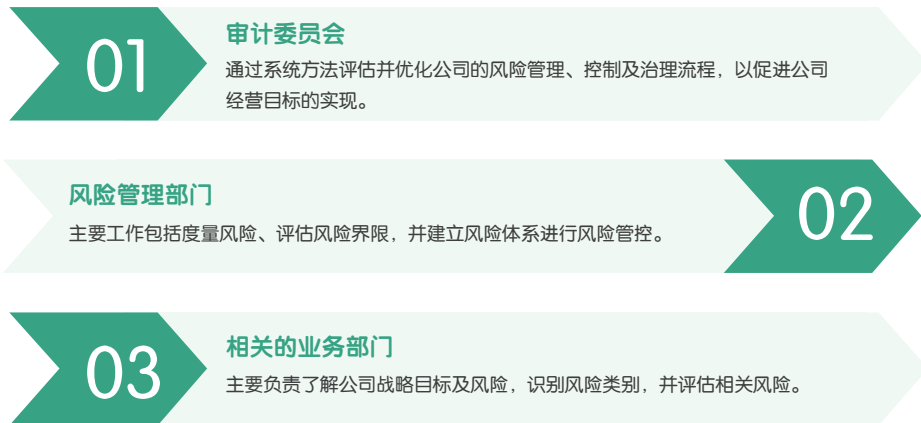 01
审计委员会
通过系统方法评估并优化公司的风险管理、控制及治理流程，以促进公司
经营目标的实现。
风险管理部门
主要工作包括度量风险、评估风险界限，并建立风险体系进行风险管控。
02
03
相关的业务部门
主要负责了解公司战略目标及风险，识别风险类别，并评估相关风险。